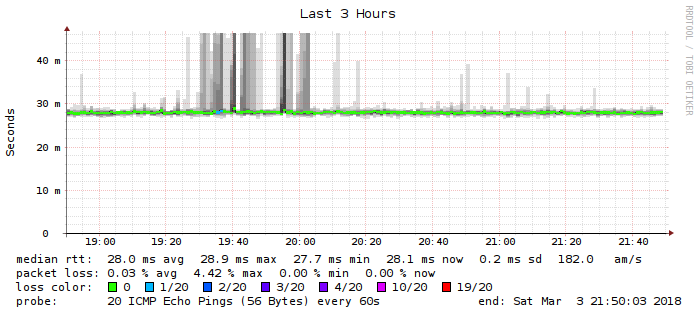 Last 3 Hours
RRDTOOL / TOBI OETIKER
Seconds
40 m
30 m
20 m
10 m
0
19:00 19:20 19:40 20:00 20:20 20:40 21:00 21:20 21:40
median rtt: 28.0 ms avg 28.9 ms max 27.7 ms min 28.1 ms now 0.2 ms sd 182.0 am/s
packet loss: 0.03 % avg 4.42 % max 0.00 % min 0.00 % now
loss color: 0 1/20 2/20 3/20 4/20 10/20 19/20
probe: 20 ICMP Echo Pings (56 Bytes) every 60s end: Sat Mar 3 21:50:03 2018